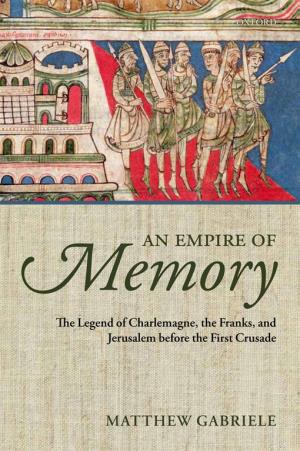 OXFORD
AN EMPIRE OF
Memory
The Legend of Charlemagne, the Franks, and
Jerusalem before the First Crusade
MATTHEW GABRIELE